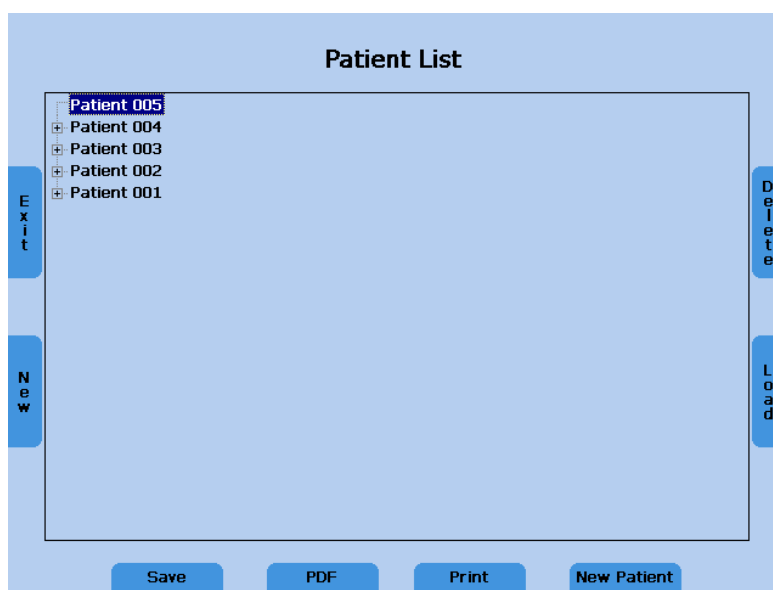 Patient List
Patient 005
Patient 004
Patient 003
Patient 002
Patient 001
Exit
New
Delete
Load
Save
PDF
Print
New Patient